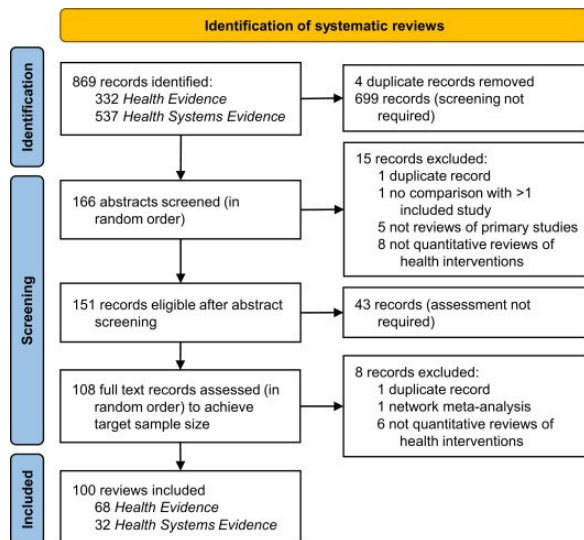 Identification of systematic reviews
Identification
869 records identified:
332 Health Evidence
537 Health Systems Evidence
4 duplicate records removed
699 records (screening not
required)
Screening
166 abstracts screened (in
random order)
15 records excluded:
1 duplicate record
1 no comparison with >1
included study
5 not reviews of primary studies
8 not quantitative reviews of
health interventions
151 records eligible after abstract
screening
43 records (assessment not
required)
108 full text records assessed (in
random order) to achieve
target sample size
8 records excluded:
1 duplicate record
1 network meta-analysis
6 not quantitative reviews of
health interventions
Included
100 reviews included
68 Health Evidence
32 Health Systems Evidence